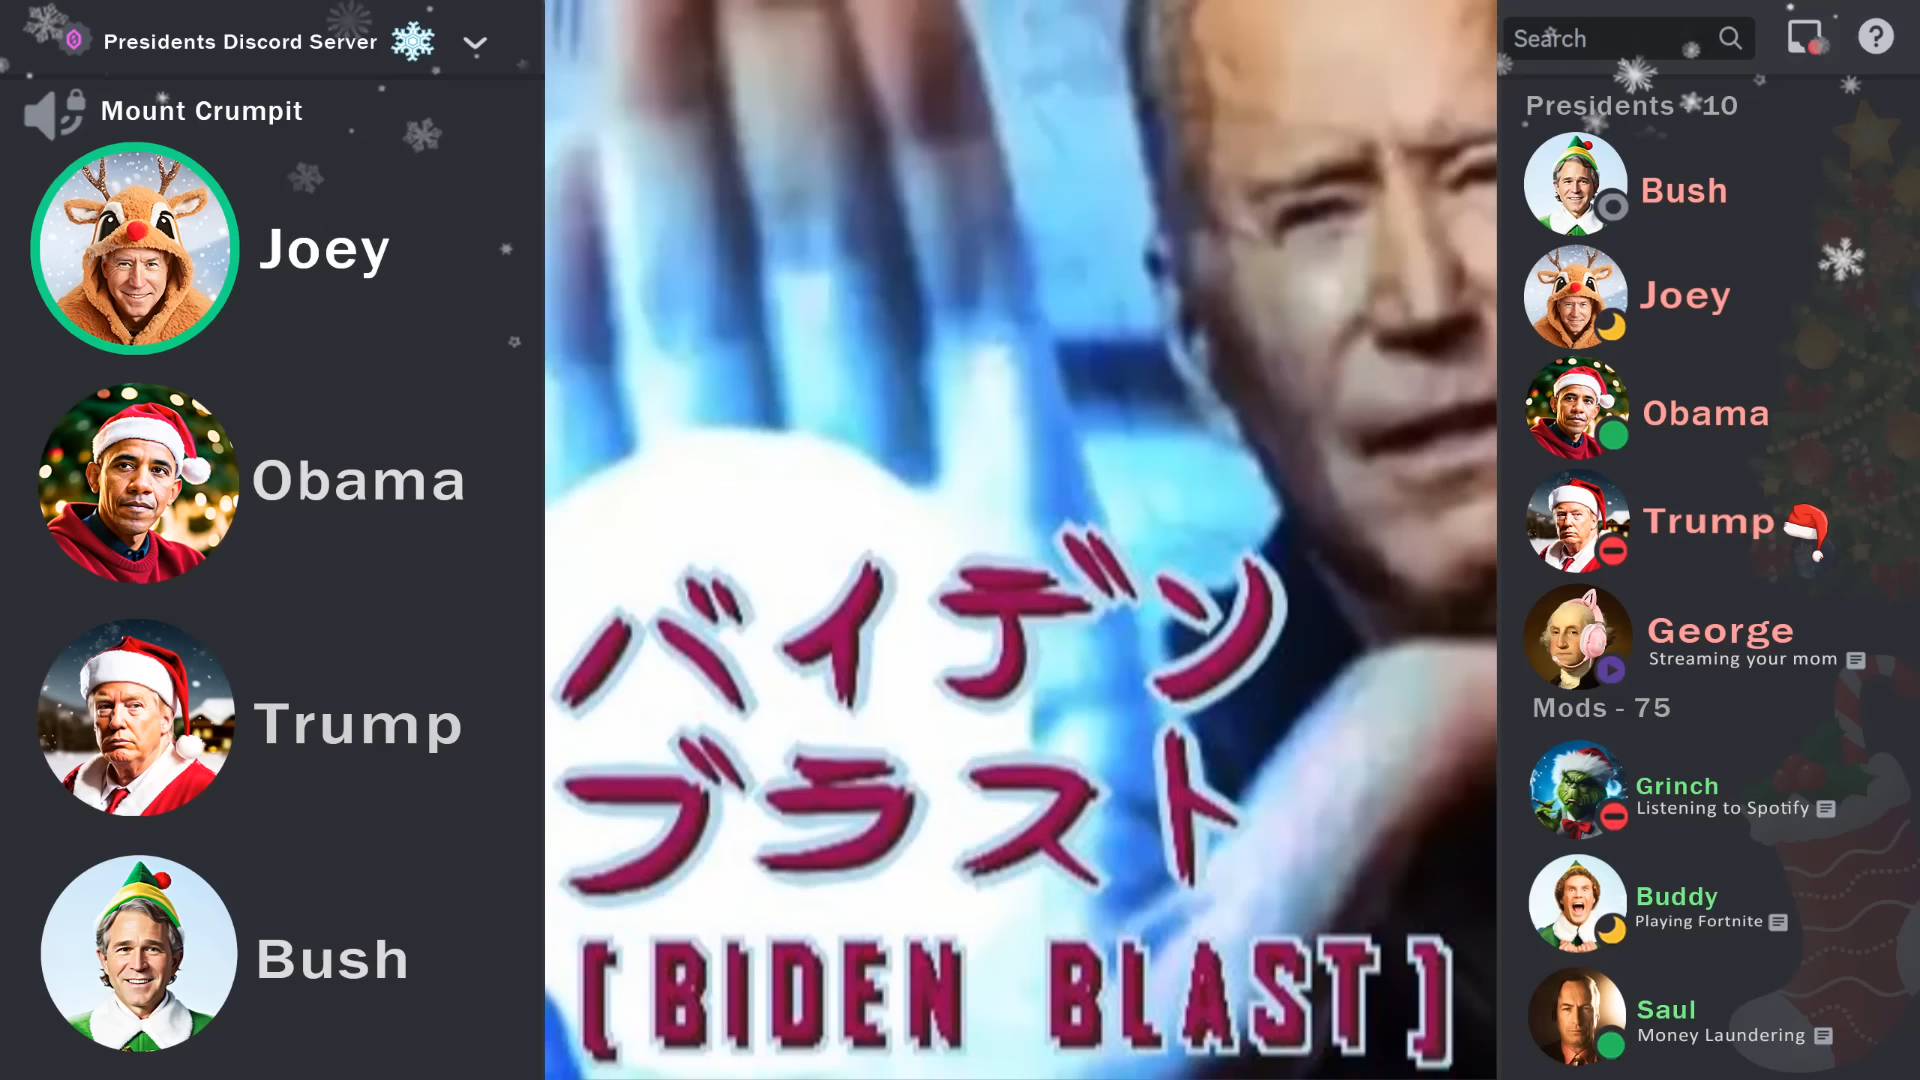 Presidents Discord Server
Mount Crumpit
Joey
Obama
Trump
Bush
バイデン
ブラスト
[BIDEN BLAST]
Search
Presidents - 10
Bush
Joey
Obama
Trump
George
Streaming your mom
Mods - 75
Grinch
Listening to Spotify
Buddy
Playing Fortnite
Saul
Money Laundering